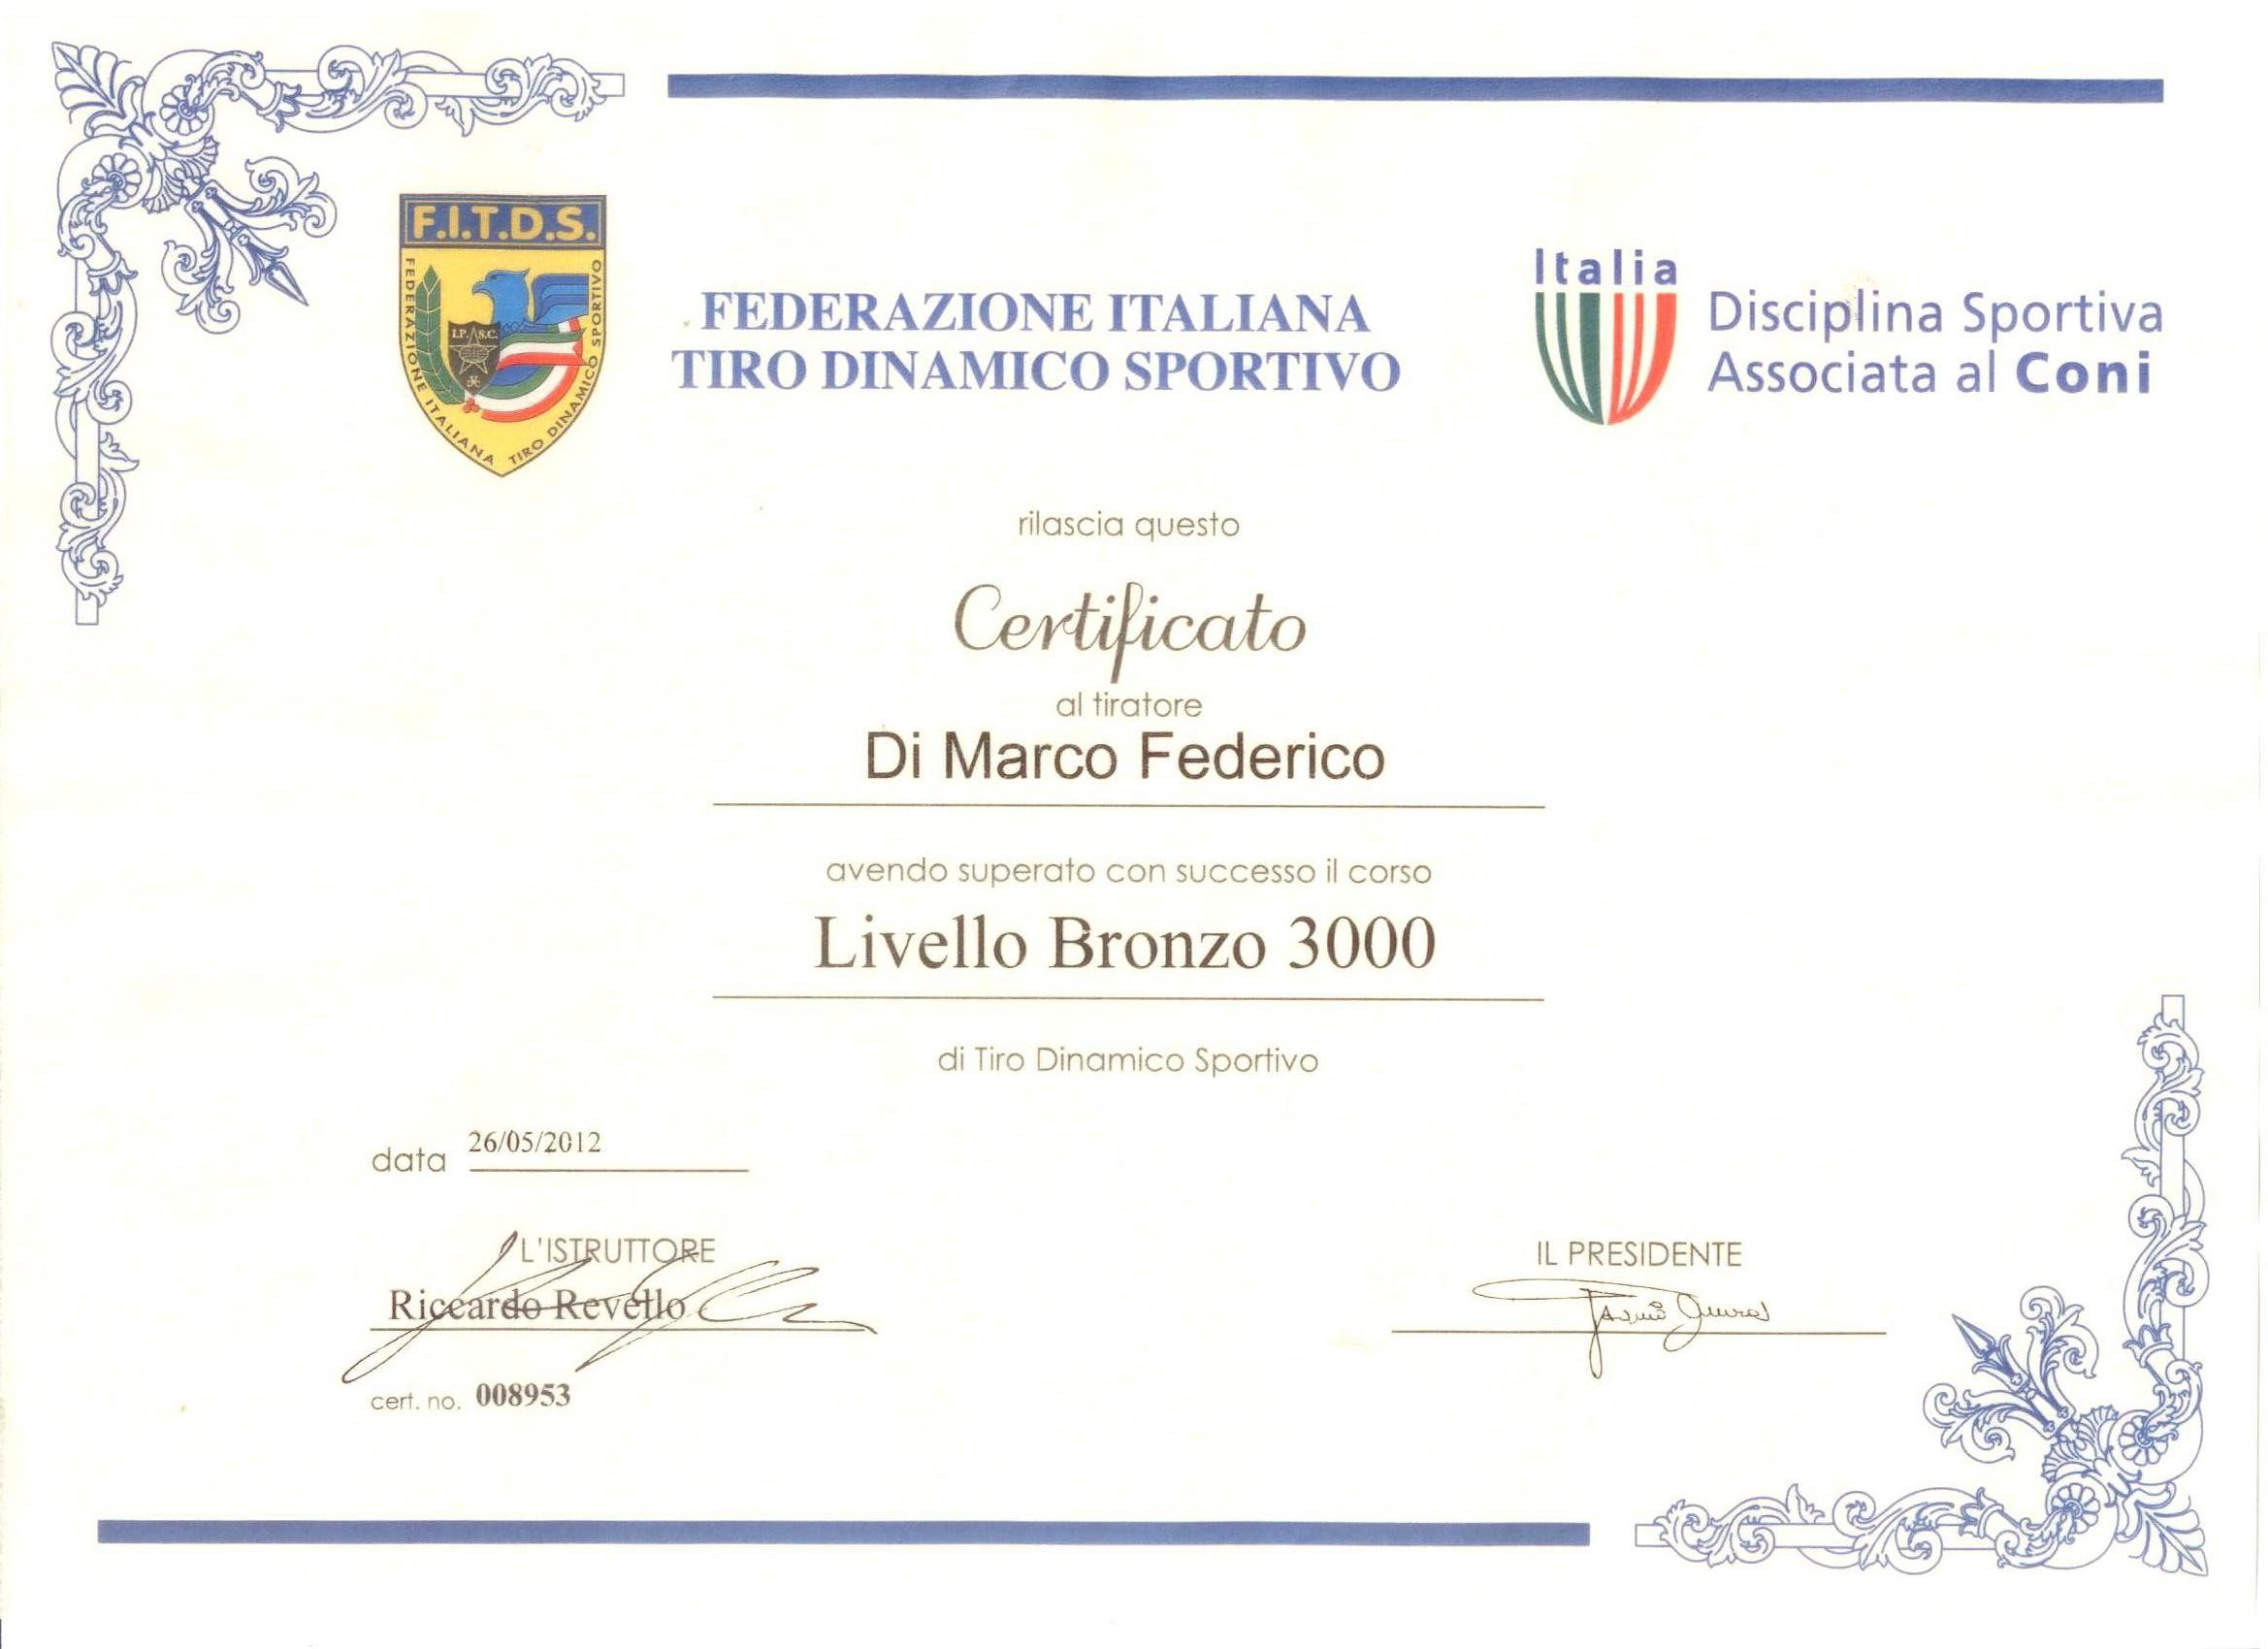 F.I.T.D.S.
FEDERAZIONE ITALIANA TIRO DINAMICO SPORTIVO
I.P.S.C.
FEDERAZIONE ITALIANA
TIRO DINAMICO SPORTIVO
Italia
Disciplina Sportiva
Associata al Coni
rilascia questo
Certificato
al tiratore
Di Marco Federico
avendo superato con successo il corso
Livello Bronzo 3000
di Tiro Dinamico Sportivo
data 26/05/2012
L'ISTRUTTORE
Riccardo Revello
cert. no. 008953
IL PRESIDENTE